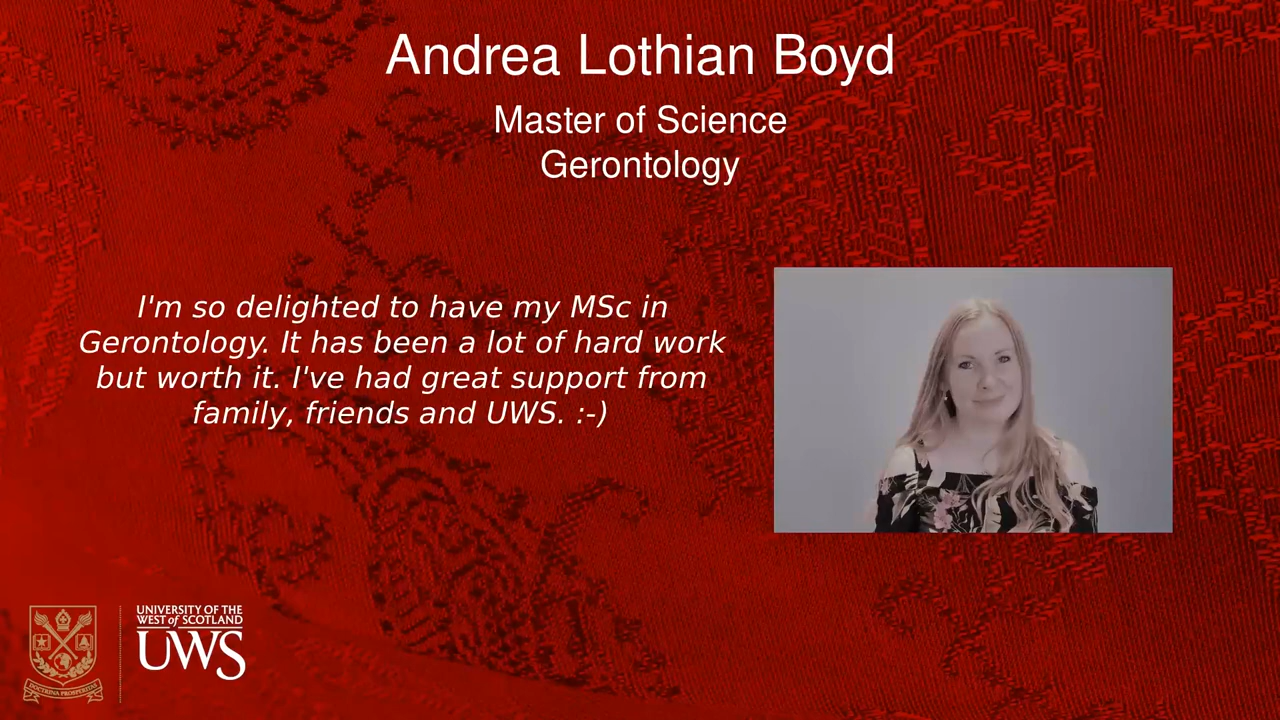 Andrea Lothian Boyd
Master of Science
Gerontology
I'm so delighted to have my MSc in
Gerontology. It has been a lot of hard work
but worth it. I've had great support from
family, friends and UWS. :-)
UNIVERSITY OF THE
WEST of SCOTLAND
UWS
DOCTRINA PROSPERITAS